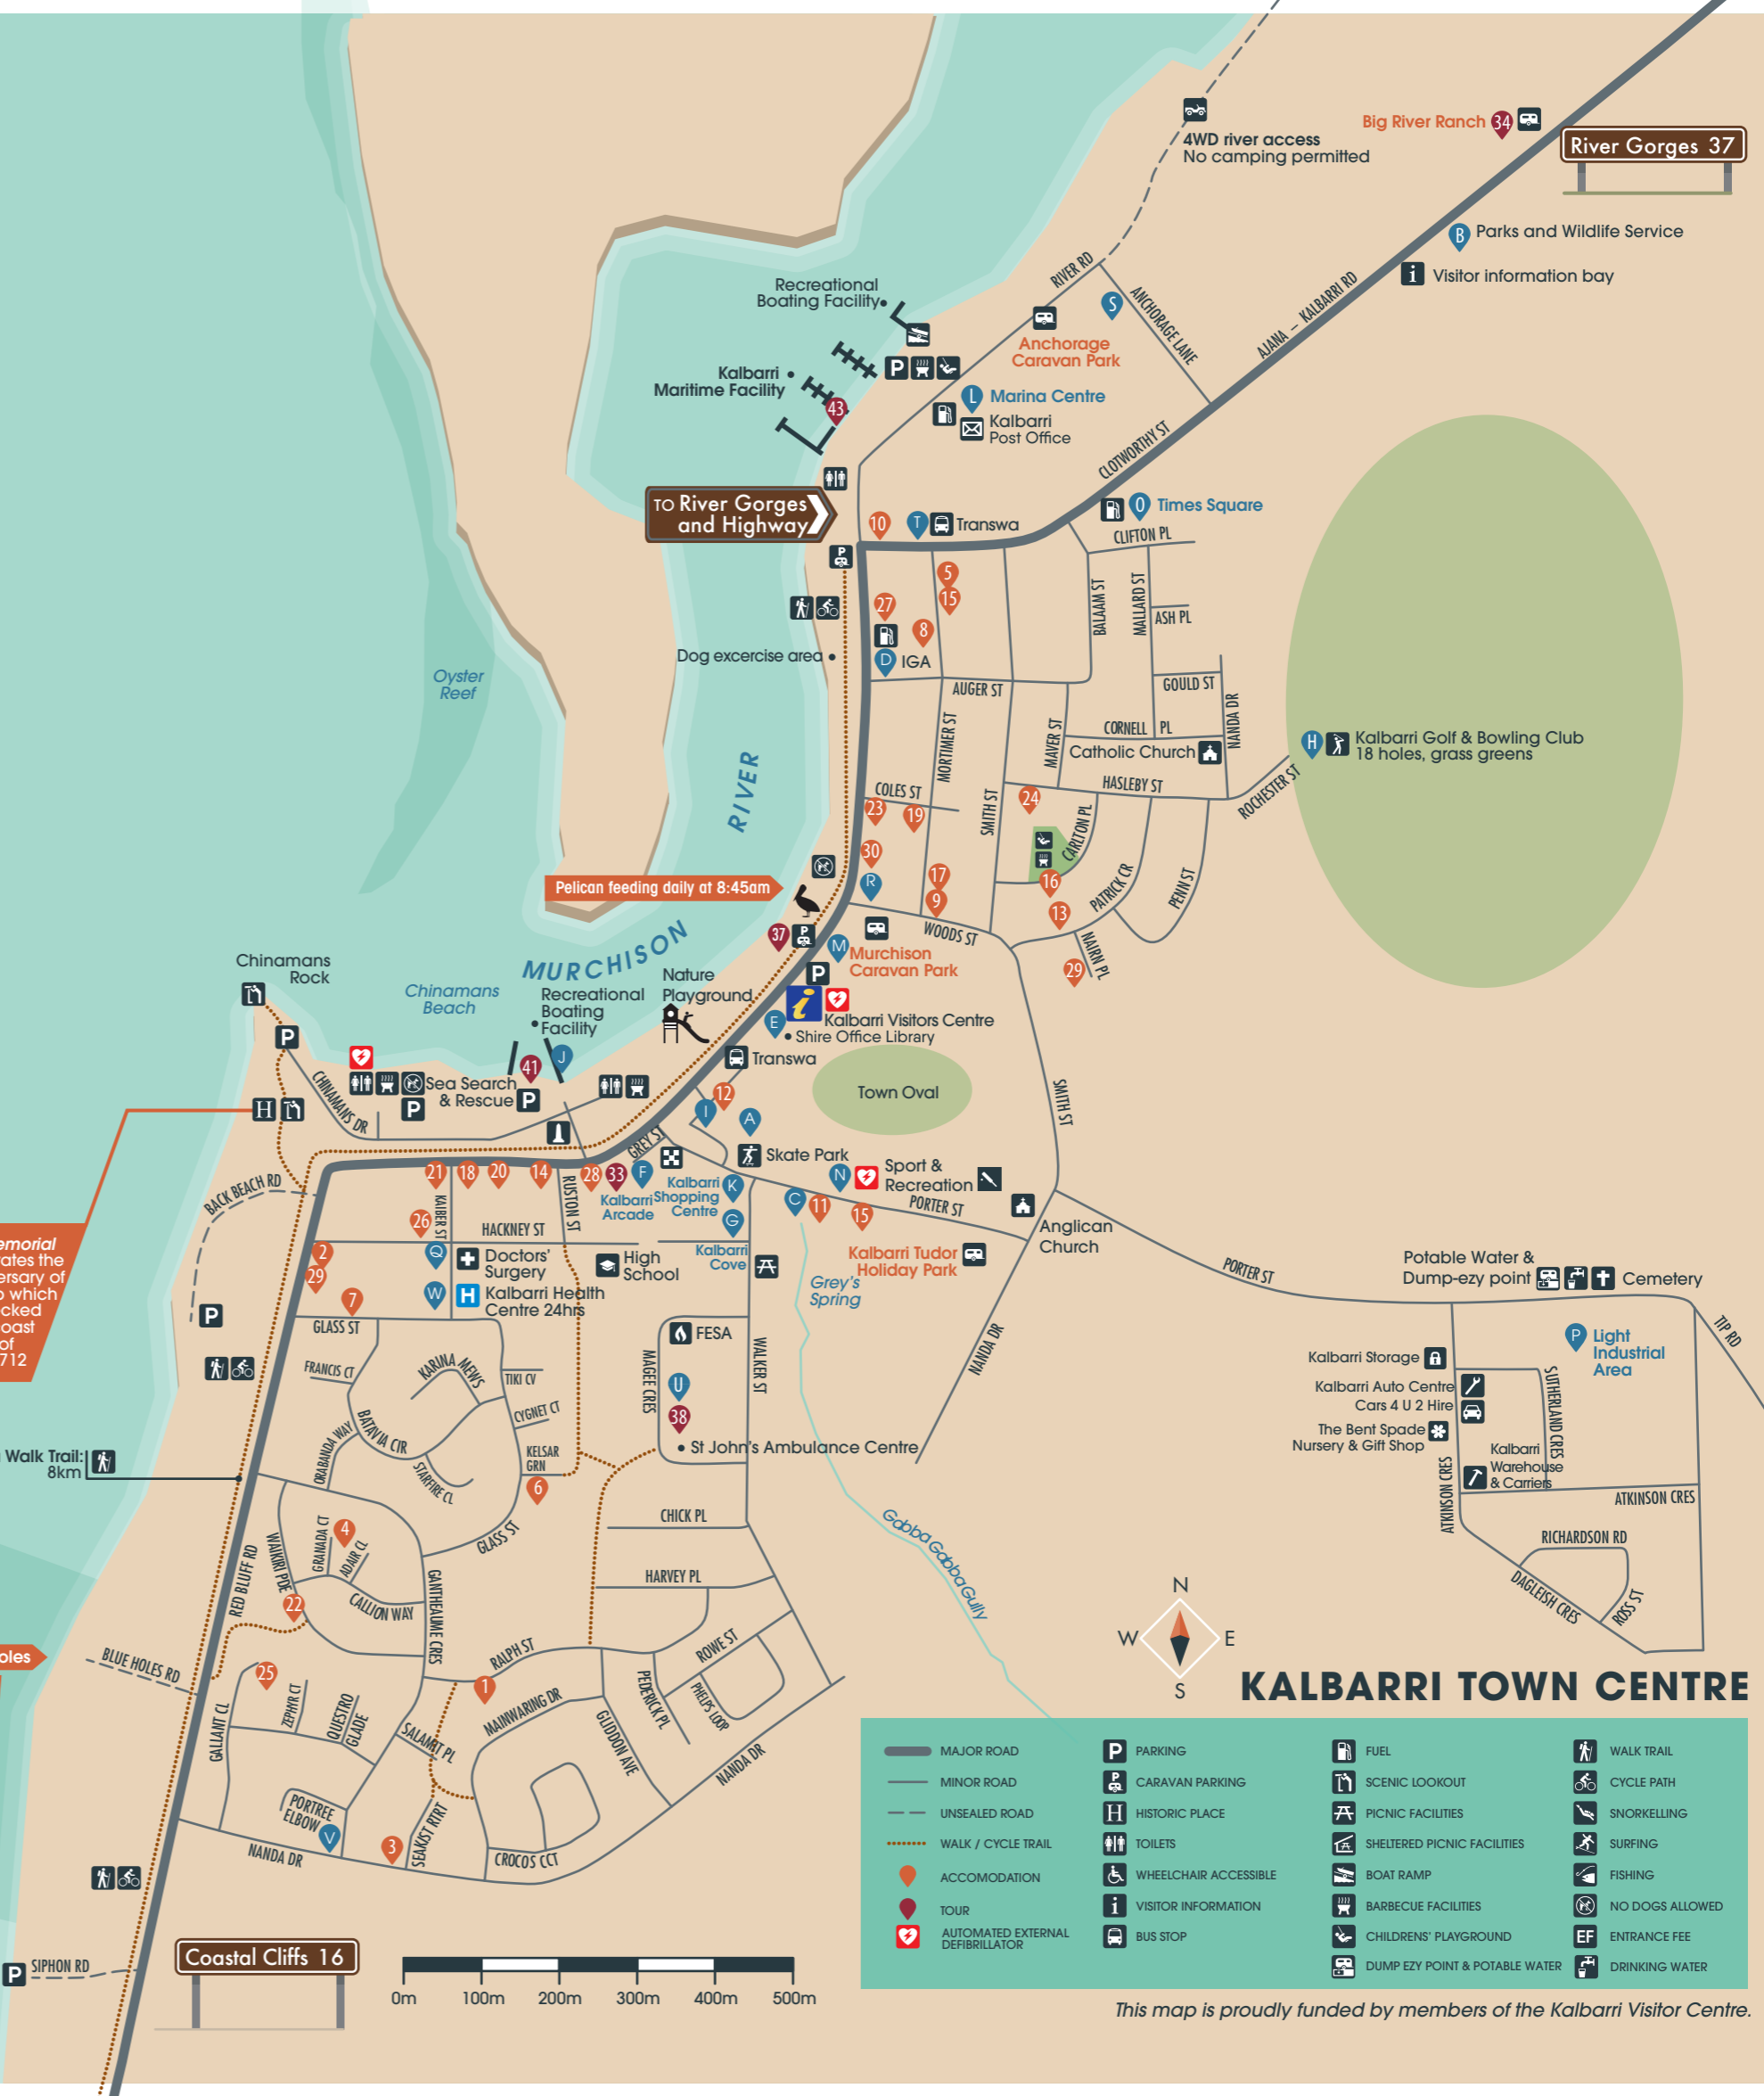 Big River Ranch 34
River Gorges 37
4WD river access
No camping permitted
B Parks and Wildlife Service
i Visitor information bay
RIVER RD
ANCHORAGE LANE
AJANA – KALBARRI RD
S
Recreational
Boating Facility
Anchorage
Caravan Park
P
Kalbarri
Maritime Facility
43
L Marina Centre
Kalbarri
Post Office
CLOTWORTHY ST
TO River Gorges
and Highway
10
T
Transwa
O Times Square
CLIFTON PL
P
5
15
27
8
BALAAM ST
MALLARD ST
ASH PL
Dog excercise area
D IGA
Oyster
Reef
AUGER ST
GOULD ST
NANDA DR
MORTIMER ST
MAVER ST
CORNELL PL
Catholic Church
H Kalbarri Golf & Bowling Club
18 holes, grass greens
RIVER
COLES ST
23
19
SMITH ST
24
HASLEBY ST
ROCHESTER ST
CARLTON PL
30
R
17
9
16
13
PATRICK CR
PENN ST
Pelican feeding daily at 8:45am
WOODS ST
NAIRN PL
29
37
P
M Murchison
Caravan Park
MURCHISON
Chinamans
Rock
Chinamans
Beach
Recreational
Boating
Facility
Nature
Playground
P
i
E
Kalbarri Visitors Centre
Shire Office Library
Transwa
Town Oval
P
CHINAMANS DR
Sea Search
& Rescue
41
J
P
P
H
12
I
A
SMITH ST
GREY ST
Skate Park
N
Sport &
Recreation
BACK BEACH RD
21
18
20
14
28
33
F
Kalbarri
Arcade
Kalbarri
Shopping
Centre
K
G
C
11
15
PORTER ST
Anglican
Church
KAIBER ST
RUSTON ST
26
HACKNEY ST
2
29
Q
Doctors'
Surgery
High
School
Kalbarri
Cove
Kalbarri Tudor
Holiday Park
W
H Kalbarri Health
Centre 24hrs
7
Grey's
Spring
PORTER ST
Potable Water &
Dump-ezy point
Cemetery
TIP RD
emorial
ates the
ersary of
o which
cked
oast
of
712
P
GLASS ST
FESA
MAGEE CRES
WALKER ST
NANDA DR
P Light
Industrial
Area
Kalbarri Storage
Kalbarri Auto Centre
Cars 4 U 2 Hire
The Bent Spade
Nursery & Gift Shop
SUTHERLAND CRES
Kalbarri
Warehouse
& Carriers
ATKINSON CRES
ATKINSON CRES
RICHARDSON RD
DAGLEISH CRES
ROSS ST
FRANCIS CT
KARINA MEWS
TIKI CV
CYGNET CT
U
38
St John's Ambulance Centre
ORABANDA WAY
BATAVIA CIR
STARFIRE CL
KELSAR
GRN
6
Walk Trail:
8km
CHICK PL
Gabba Gabba Gully
GLASS ST
GRANADA CT
4
ADAIR CL
WAIKIRI PDE
RED BLUFF RD
22
CALLION WAY
GANTHEAUME CRES
HARVEY PL
oles
BLUE HOLES RD
RALPH ST
ROWE ST
PEDERICK PL
PHELPS LOOP
25
ZEPHYR CT
QUESTRO
GLADE
GALLANT CL
1
MAINWARING DR
GLIDDON AVE
SALAMIT PL
NANDA DR
PORTREE
ELBOW
V
3
SEAKIST RTRT
NANDA DR
CROCOS CCT
N
W E
S
KALBARRI TOWN CENTRE
MAJOR ROAD
MINOR ROAD
UNSEALED ROAD
WALK / CYCLE TRAIL
ACCOMODATION
TOUR
AUTOMATED EXTERNAL
DEFIBRILLATOR
P PARKING
P CARAVAN PARKING
H HISTORIC PLACE
TOILETS
WHEELCHAIR ACCESSIBLE
i VISITOR INFORMATION
BUS STOP
FUEL
SCENIC LOOKOUT
PICNIC FACILITIES
SHELTERED PICNIC FACILITIES
BOAT RAMP
BARBECUE FACILITIES
CHILDRENS' PLAYGROUND
DUMP EZY POINT & POTABLE WATER
WALK TRAIL
CYCLE PATH
SNORKELLING
SURFING
FISHING
NO DOGS ALLOWED
EF ENTRANCE FEE
DRINKING WATER
P SIPHON RD
Coastal Cliffs 16
0m 100m 200m 300m 400m 500m
This map is proudly funded by members of the Kalbarri Visitor Centre.